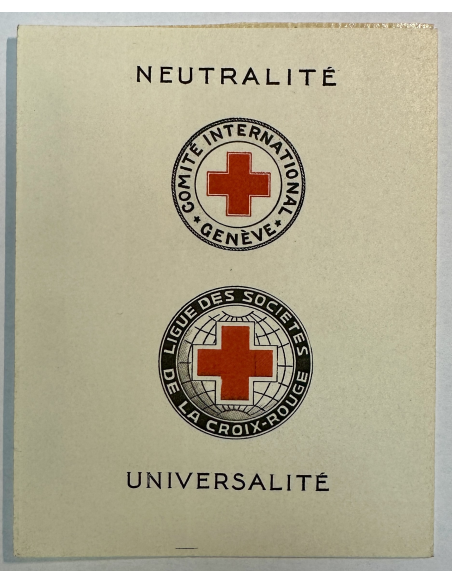 NEUTRALITÉ
COMITÉ INTERNATIONAL
★ GENÈVE ★
LIGUE DES SOCIÉTÉS
DE LA CROIX-ROUGE
UNIVERSALITÉ